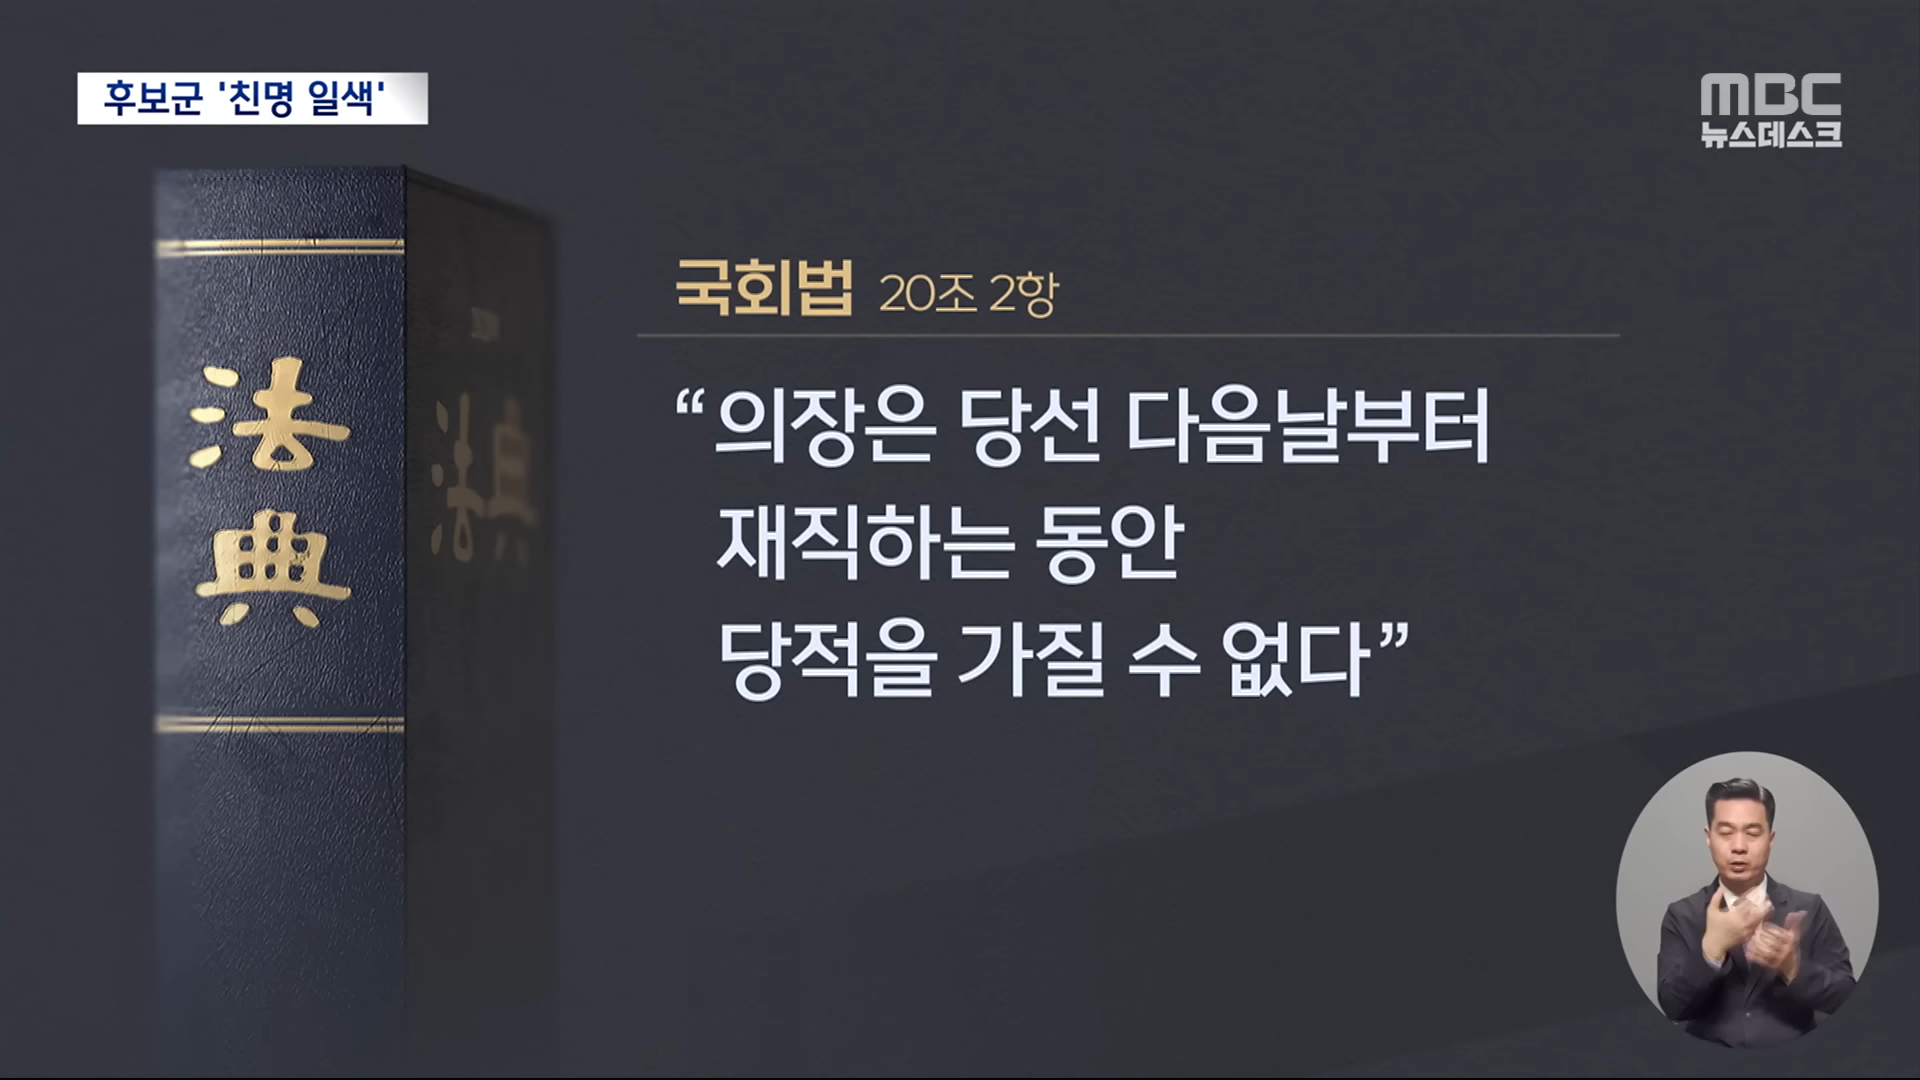 후보군 '친명 일색'
MBC
뉴스데스크
국회법 20조 2항
“의장은 당선 다음날부터
재직하는 동안
당적을 가질 수 없다”
法
典